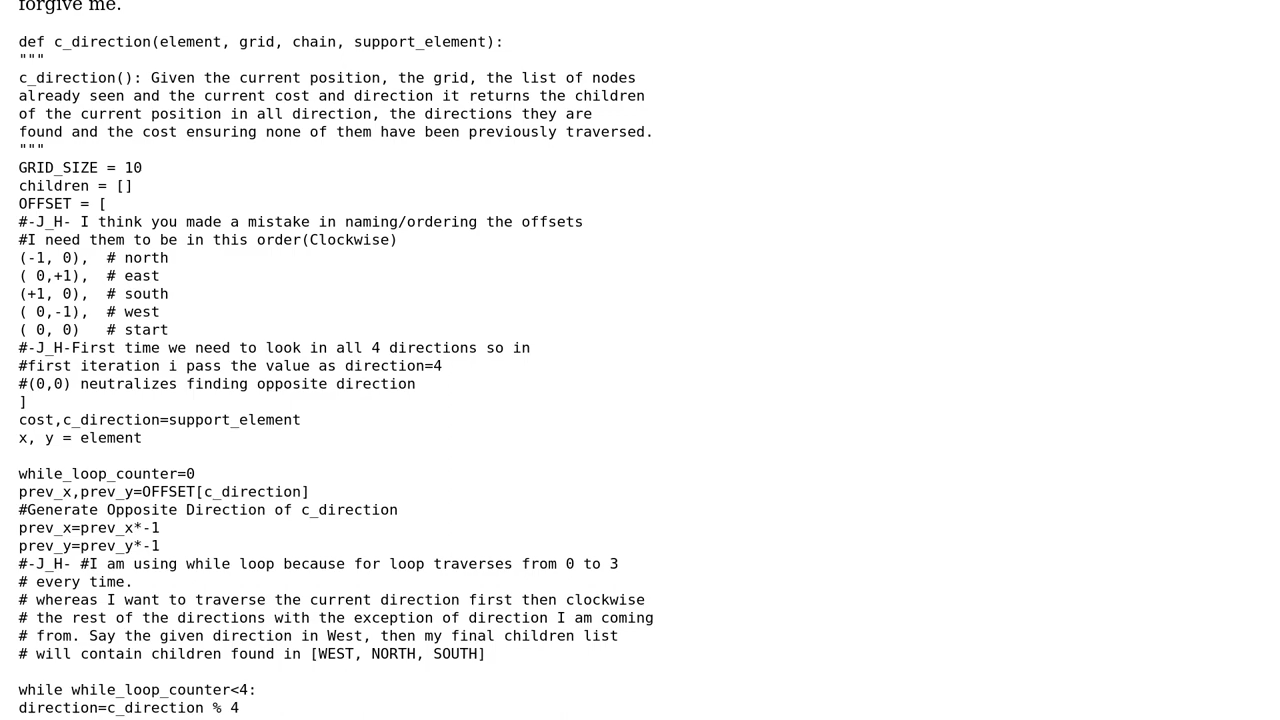 forgive me.
def c_direction(element, grid, chain, support_element):
"""
c_direction(): Given the current position, the grid, the list of nodes
already seen and the current cost and direction it returns the children
of the current position in all direction, the directions they are
found and the cost ensuring none of them have been previously traversed.
"""
GRID_SIZE = 10
children = []
OFFSET = [
#-J_H- I think you made a mistake in naming/ordering the offsets
#I need them to be in this order(Clockwise)
(-1, 0),  # north
( 0,+1),  # east
(+1, 0),  # south
( 0,-1),  # west
( 0, 0)   # start
#-J_H-First time we need to look in all 4 directions so in
#first iteration i pass the value as direction=4
#(0,0) neutralizes finding opposite direction
]
cost,c_direction=support_element
x, y = element
while_loop_counter=0
prev_x,prev_y=OFFSET[c_direction]
#Generate Opposite Direction of c_direction
prev_x=prev_x*-1
prev_y=prev_y*-1
#-J_H- #I am using while loop because for loop traverses from 0 to 3
# every time.
# whereas I want to traverse the current direction first then clockwise
# the rest of the directions with the exception of direction I am coming
# from. Say the given direction in West, then my final children list
# will contain children found in [WEST, NORTH, SOUTH]
while while_loop_counter<4:
direction=c_direction % 4